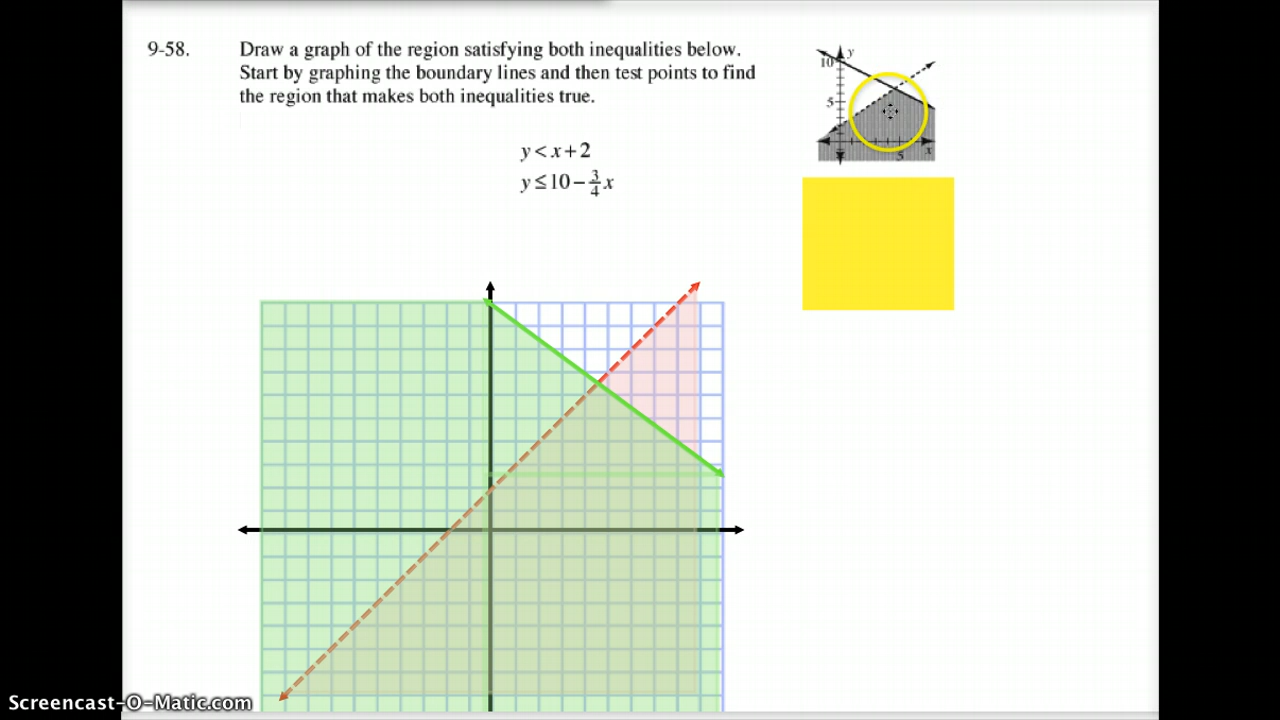 9-58.
Draw a graph of the region satisfying both inequalities below.
Start by graphing the boundary lines and then test points to find
the region that makes both inequalities true.
y<x+2
y≤10−3/4x
y
10
5
5
x
Screencast-O-Matic.com